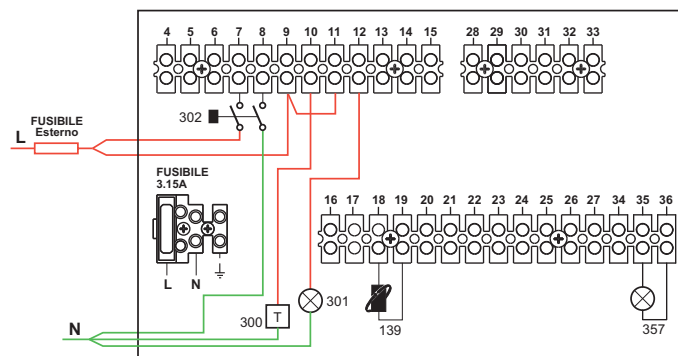 4 5 6 7 8 9 10 11 12 13 14 15
28 29 30 31 32 33
302
FUSIBILE
Esterno
L
FUSIBILE
3.15A
L N
16 17 18 19 20 21 22 23 24 25 26 27 34 35 36
N
300
T
301
139
357